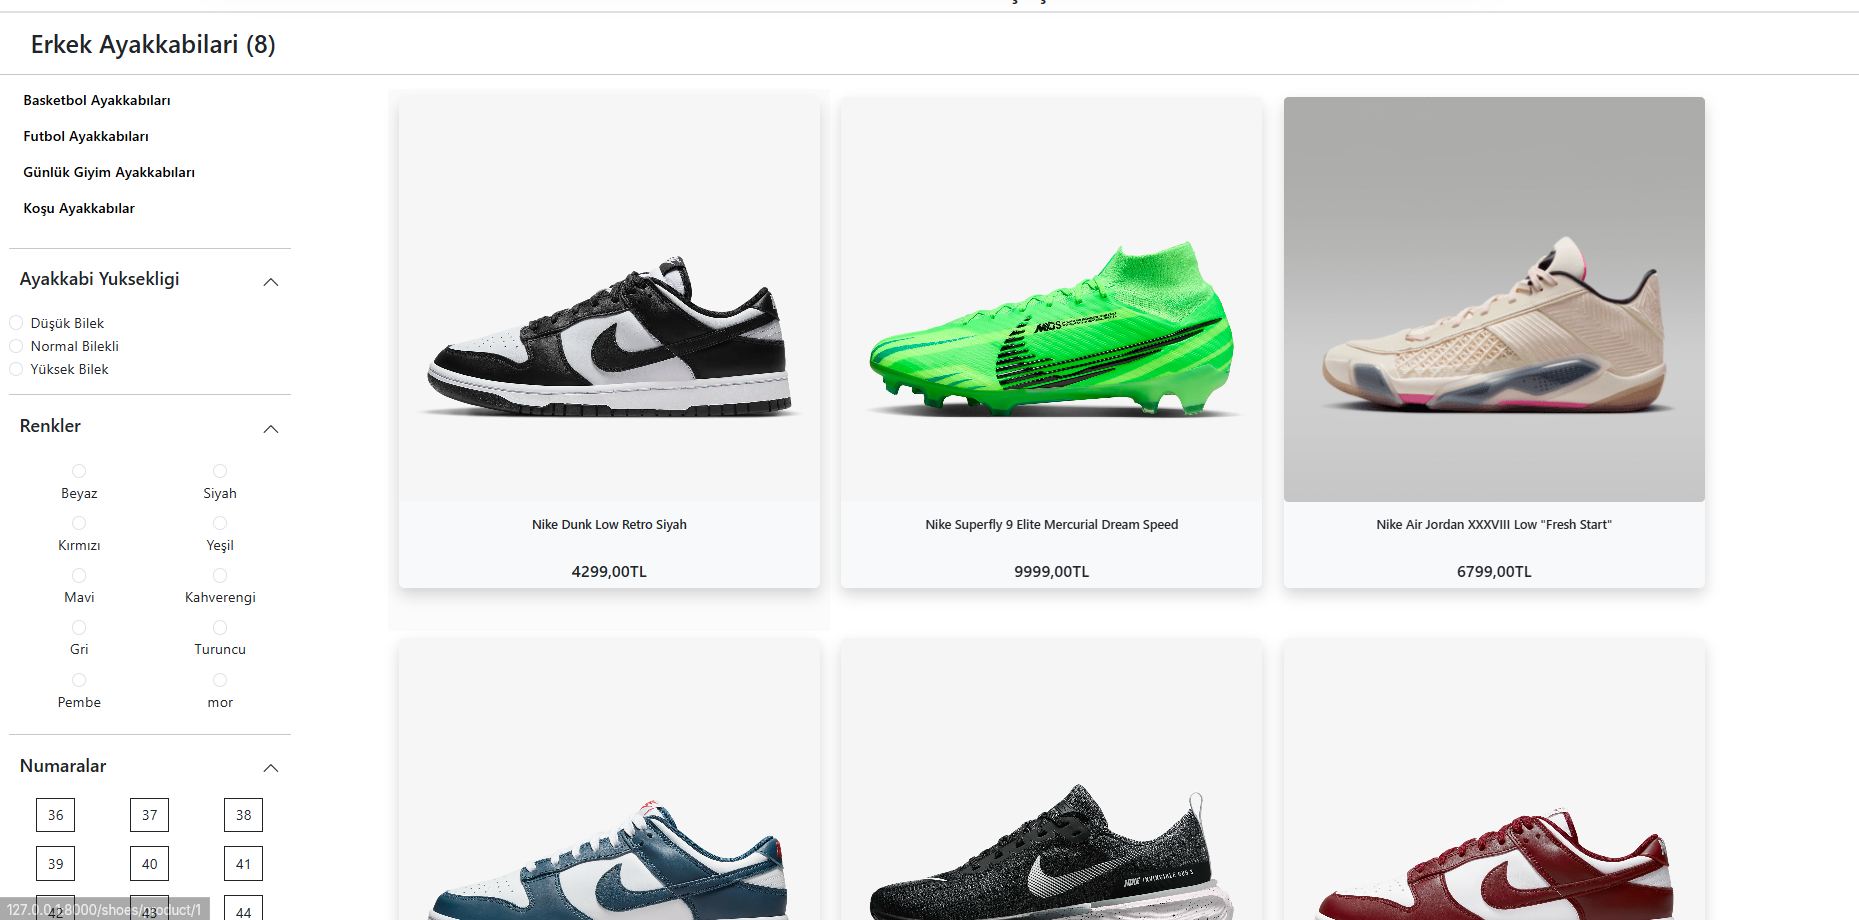 Erkek Ayakkabilari (8)
Basketbol Ayakkabıları
Futbol Ayakkabıları
Günlük Giyim Ayakkabıları
Koşu Ayakkabılar
Ayakkabi Yuksekligi
Düşük Bilek
Normal Bilekli
Yüksek Bilek
Renkler
Beyaz Siyah
Kırmızı Yeşil
Mavi Kahverengi
Gri Turuncu
Pembe mor
Numaralar
36 37 38
39 40 41
42 43 44
127.0.0.1:8000/shoes/product/1
Nike Dunk Low Retro Siyah
4299,00TL
Nike Superfly 9 Elite Mercurial Dream Speed
9999,00TL
Nike Air Jordan XXXVIII Low "Fresh Start"
6799,00TL